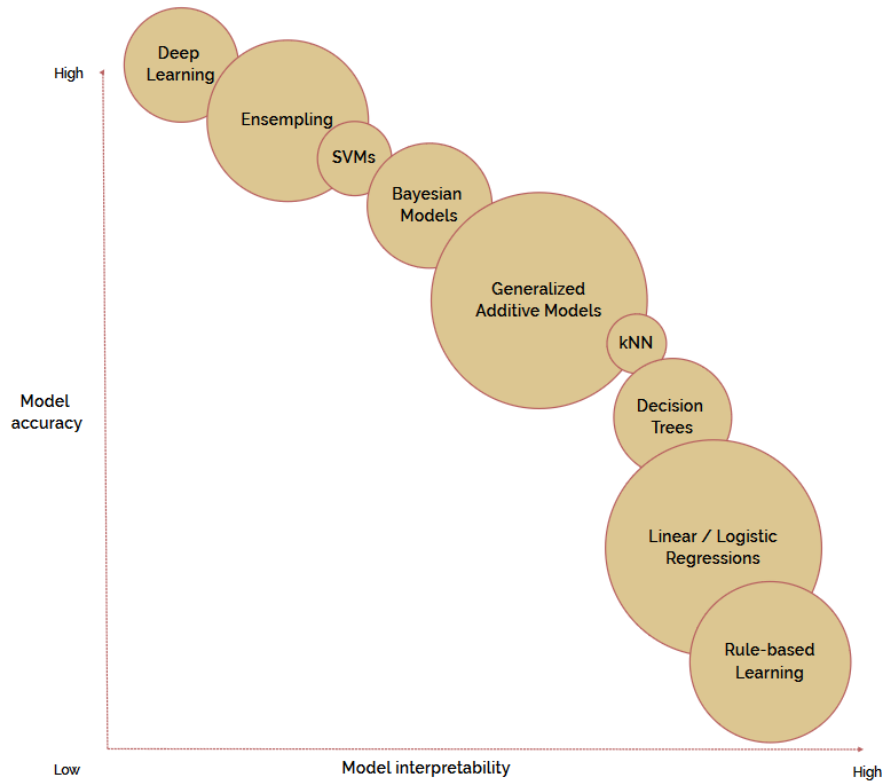 Deep
Learning
High
Ensempling
SVMs
Bayesian
Models
Generalized
Additive Models
kNN
Model
accuracy
Decision
Trees
Linear / Logistic
Regressions
Rule-based
Learning
Low
Model interpretability
High